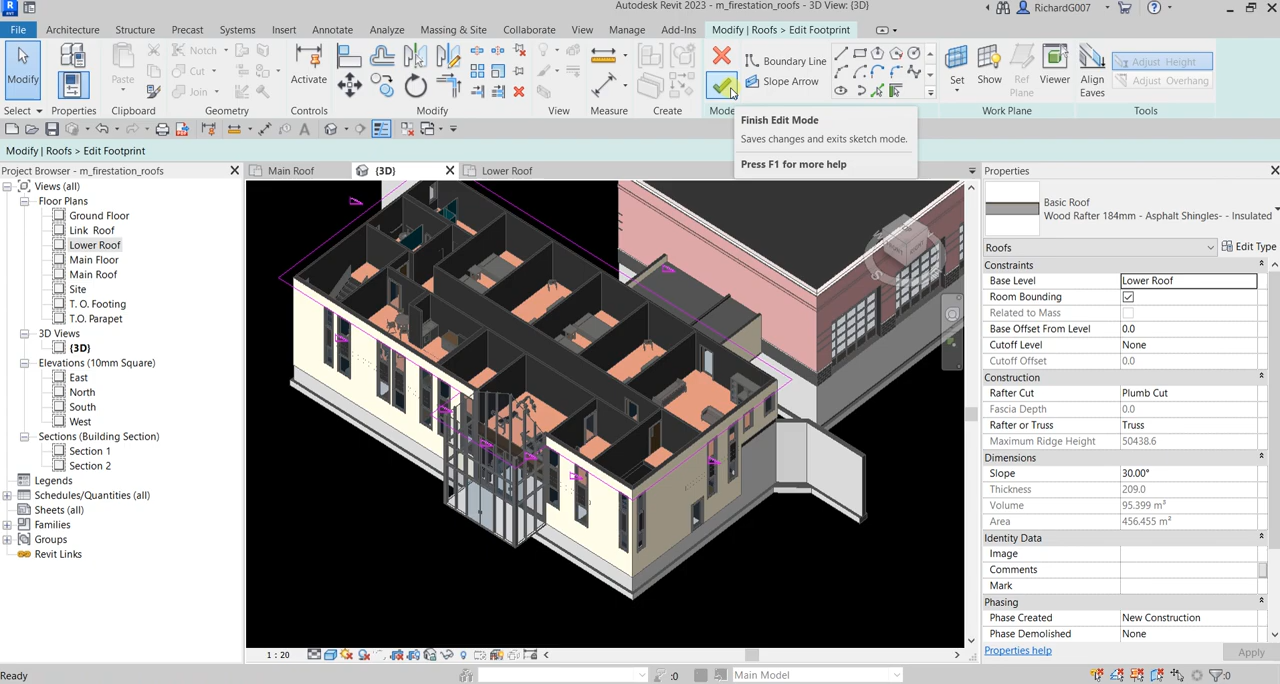 Autodesk Revit 2023 - m_firestation_roofs - 3D View: {3D}
RichardG007
File
Architecture
Structure
Precast
Systems
Insert
Annotate
Analyze
Massing & Site
Collaborate
View
Manage
Add-Ins
Modify | Roofs > Edit Footprint
Modify
Paste
Notch
Cut
Join
Activate
Boundary Line
Slope Arrow
Set
Show
Ref
Plane
Viewer
Align
Eaves
Adjust Height
Adjust Overhang
Select
Properties
Clipboard
Geometry
Controls
Modify
View
Measure
Create
Mode
Work Plane
Tools
Finish Edit Mode
Saves changes and exits sketch mode.
Press F1 for more help
Modify | Roofs > Edit Footprint
Project Browser - m_firestation_roofs
Views (all)
Floor Plans
Ground Floor
Link Roof
Lower Roof
Main Floor
Main Roof
Site
T. O. Footing
T.O. Parapet
3D Views
{3D}
Elevations (10mm Square)
East
North
South
West
Sections (Building Section)
Section 1
Section 2
Legends
Schedules/Quantities (all)
Sheets (all)
Families
Groups
Revit Links
Main Roof
{3D}
Lower Roof
1 : 20
Properties
Basic Roof
Wood Rafter 184mm - Asphalt Shingles- - Insulated
Roofs
Edit Type
Constraints
Base Level Lower Roof
Room Bounding
Related to Mass
Base Offset From Level 0.0
Cutoff Level None
Cutoff Offset 0.0
Construction
Rafter Cut Plumb Cut
Fascia Depth 0.0
Rafter or Truss Truss
Maximum Ridge Height 50438.6
Dimensions
Slope 30.00°
Thickness 209.0
Volume 95.399 m³
Area 456.455 m²
Identity Data
Image
Comments
Mark
Phasing
Phase Created New Construction
Phase Demolished None
Properties help
Apply
Ready
:0
Main Model
:0